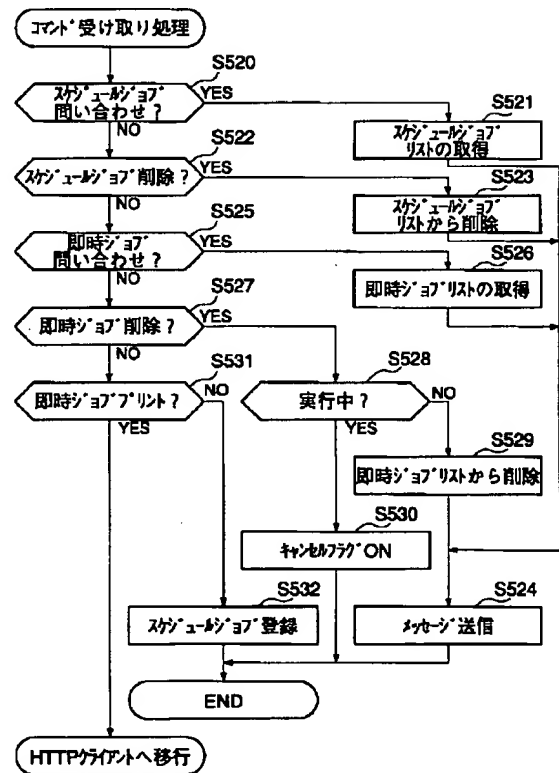 コマンド受け取り処理
S520
スケジュールジョブ
問い合わせ?
YES
NO
S521
スケジュールジョブ
リストの取得
S522
スケジュールジョブ削除?
YES
NO
S523
スケジュールジョブ
リストから削除
S525
即時ジョブ
問い合わせ?
YES
NO
S526
即時ジョブリストの取得
S527
即時ジョブ削除?
YES
NO
S528
実行中?
NO
YES
S531
即時ジョブプリント?
NO
YES
S529
即時ジョブリストから削除
S530
キャンセルフラグON
S532
スケジュールジョブ登録
S524
メッセージ送信
END
HTTPクライアントへ移行